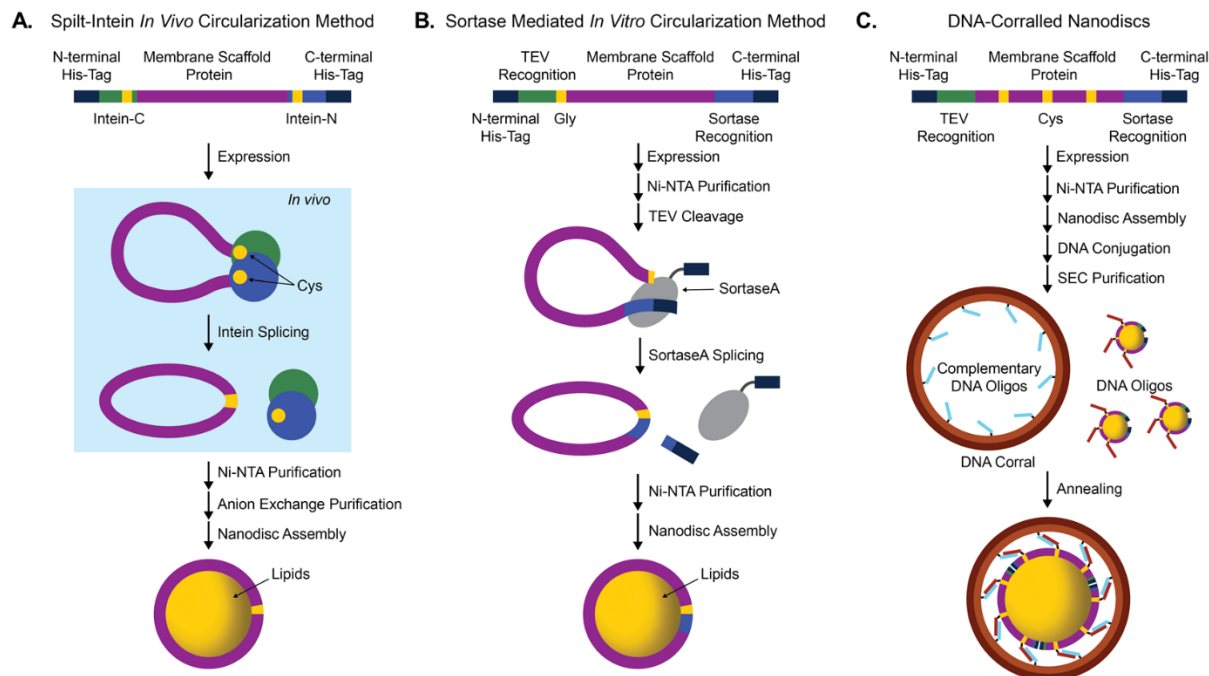 A. Spilt-Intein In Vivo Circularization Method
N-terminal
His-Tag
Membrane Scaffold
Protein
C-terminal
His-Tag
Intein-C
Intein-N
Expression
In vivo
Cys
Intein Splicing
Ni-NTA Purification
Anion Exchange Purification
Nanodisc Assembly
Lipids
B. Sortase Mediated In Vitro Circularization Method
TEV
Recognition
Membrane Scaffold
Protein
C-terminal
His-Tag
N-terminal
His-Tag
Gly
Sortase
Recognition
Expression
Ni-NTA Purification
TEV Cleavage
SortaseA
SortaseA Splicing
Ni-NTA Purification
Nanodisc Assembly
Lipids
C. DNA-Corralled Nanodiscs
N-terminal
His-Tag
Membrane Scaffold
Protein
C-terminal
His-Tag
TEV
Recognition
Cys
Sortase
Recognition
Expression
Ni-NTA Purification
Nanodisc Assembly
DNA Conjugation
SEC Purification
Complementary
DNA Oligos
DNA Oligos
DNA Corral
Annealing